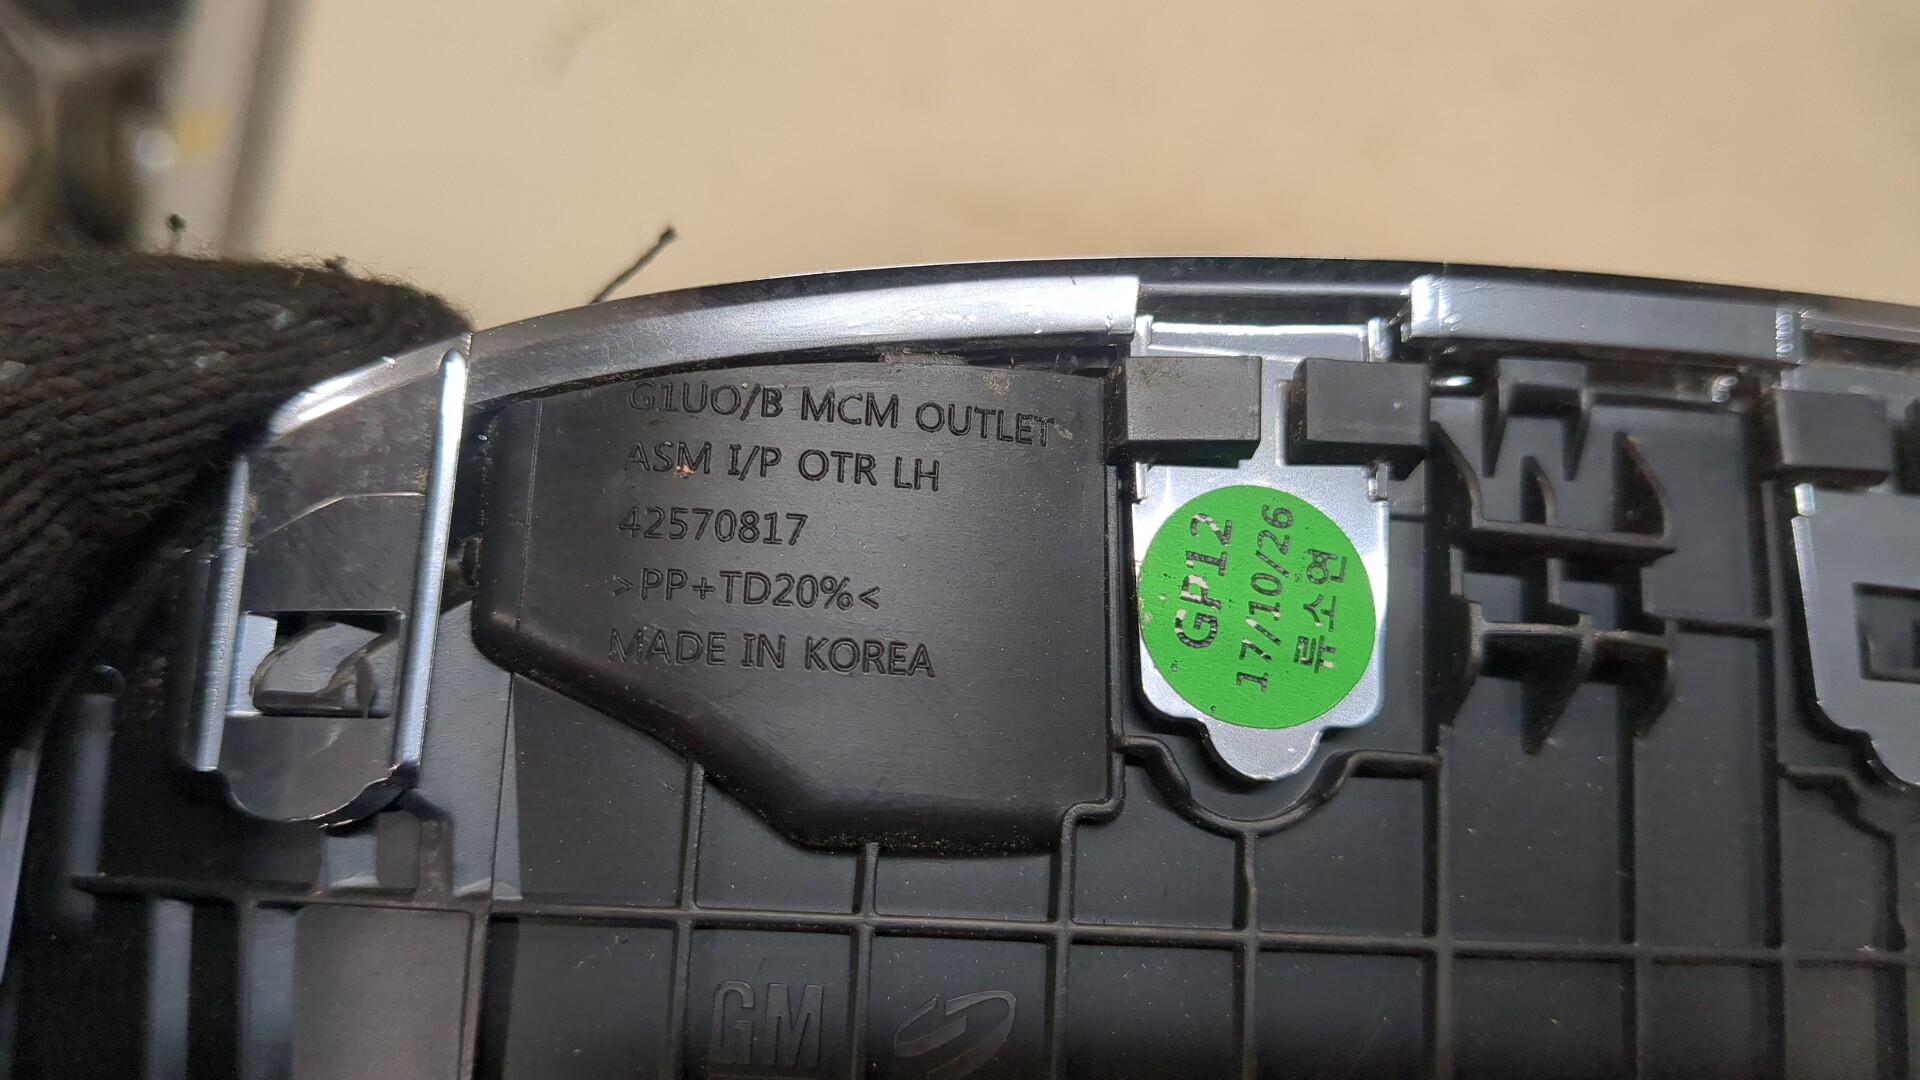 G1UO/B MCM OUTLET
ASM I/P OTR LH
42570817
>PP+TD20%<
MADE IN KOREA
GP12
17/10/26
류소연
GM